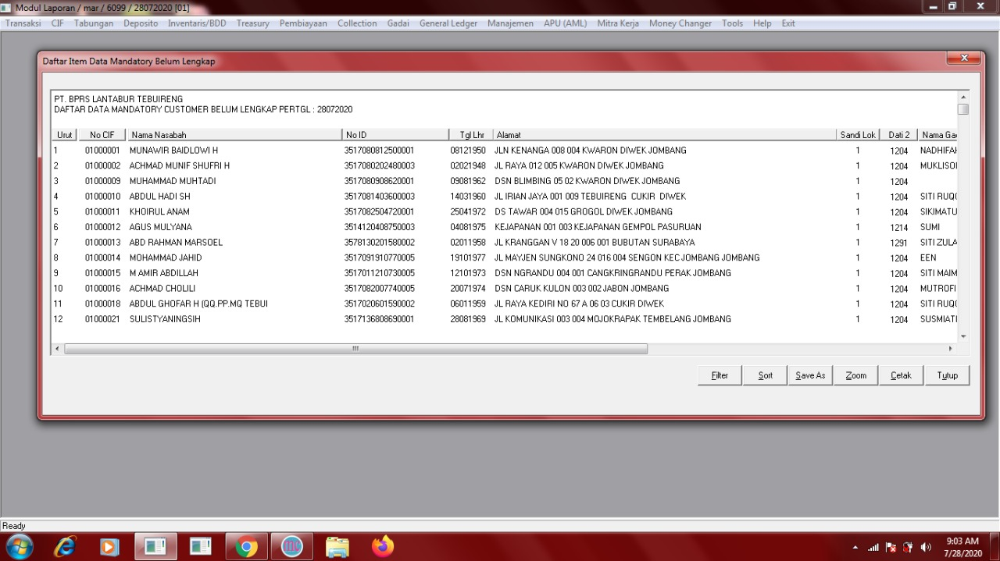 Modul Laporan / mar / 6099 / 28072020 [01]
Transaksi CIF Tabungan Deposito Inventaris/BDD Treasury Pembiayaan Collection Gadai General Ledger Manajemen APU (AML) Mitra Kerja Money Changer Tools Help Exit
Daftar Item Data Mandatory Belum Lengkap
PT. BPRS LANTABUR TEBUIRENG
DAFTAR DATA MANDATORY CUSTOMER BELUM LENGKAP PERTGL : 28072020
Urut No CIF Nama Nasabah No ID Tgl Lhr Alamat Sandi Lok Dati 2 Nama Ga
1 01000001 MUNAWIR BAIDLOWI H 3517080812500001 08121950 JLN KENANGA 008 004 KWARON DIWEK JOMBANG 1 1204 NADHIFAH
2 01000002 ACHMAD MUNIF SHUFRI H 3517080202480003 02021948 JL RAYA 012 005 KWARON DIWEK JOMBANG 1 1204 MUKLISO
3 01000009 MUHAMMAD MUHTADI 3517080908620001 09081962 DSN BLIMBING 05 02 KWARON DIWEK JOMBANG 1 1204
4 01000010 ABDUL HADI SH 3517081403600003 14031960 JL IRIAN JAYA 001 009 TEBUIRENG CUKIR DIWEK 1 1204 SITI RUQ
5 01000011 KHOIRUL ANAM 3517082504720001 25041972 DS TAWAR 004 015 GROGOL DIWEK JOMBANG 1 1204 SIKIMATU
6 01000012 AGUS MULYANA 3514120408750003 04081975 KEJAPANAN 001 003 KEJAPANAN GEMPOL PASURUAN 1 1214 SUMI
7 01000013 ABD RAHMAN MARSOEL 3578130201580002 02011958 JL KRANGGAN V 18 20 006 001 BUBUTAN SURABAYA 1 1291 SITI ZULA
8 01000014 MOHAMMAD JAHID 3517091910770005 19101977 JL MAYJEN SUNGKONO 24 016 004 SENGON KEC JOMBANG JOMBANG 1 1204 EEN
9 01000015 M AMIR ABDILLAH 3517011210730005 12101973 DSN NGRANDU 004 001 CANGKRINGRANDU PERAK JOMBANG 1 1204 SITI MAIM
10 01000016 ACHMAD CHOLILI 3517082007740005 20071974 DSN CARUK KULON 003 002 JABON JOMBANG 1 1204 MUTROFI
11 01000018 ABDUL GHOFAR H (QQ.PP.MQ TEBUI 3517020601590002 06011959 JL RAYA KEDIRI NO 67 A 06 03 CUKIR DIWEK 1 1204 SITI RUQ
12 01000021 SULISTYANINGSIH 3517136808690001 28081969 JL KOMUNIKASI 003 004 MOJOKRAPAK TEMBELANG JOMBANG 1 1204 SUSMIATI
Filter Sort Save As Zoom Cetak Tutup
Ready
9:03 AM
7/28/2020